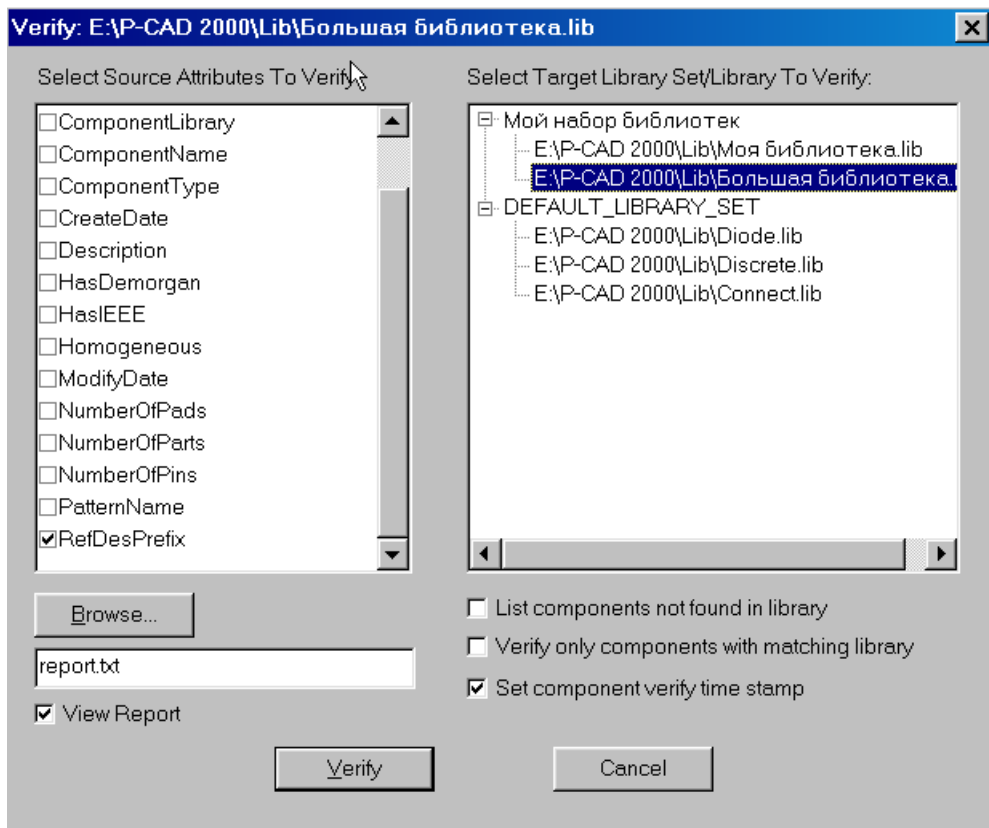 Verify: E:\P-CAD 2000\Lib\Большая библиотека.lib
Select Source Attributes To Verify
ComponentLibrary
ComponentName
ComponentType
CreateDate
Description
HasDemorgan
HasIEEE
Homogeneous
ModifyDate
NumberOfPads
NumberOfParts
NumberOfPins
PatternName
RefDesPrefix
Browse...
report.txt
View Report
Select Target Library Set/Library To Verify:
Мой набор библиотек
E:\P-CAD 2000\Lib\Моя библиотека.lib
E:\P-CAD 2000\Lib\Большая библиотека.l
DEFAULT_LIBRARY_SET
E:\P-CAD 2000\Lib\Diode.lib
E:\P-CAD 2000\Lib\Discrete.lib
E:\P-CAD 2000\Lib\Connect.lib
List components not found in library
Verify only components with matching library
Set component verify time stamp
Verify
Cancel